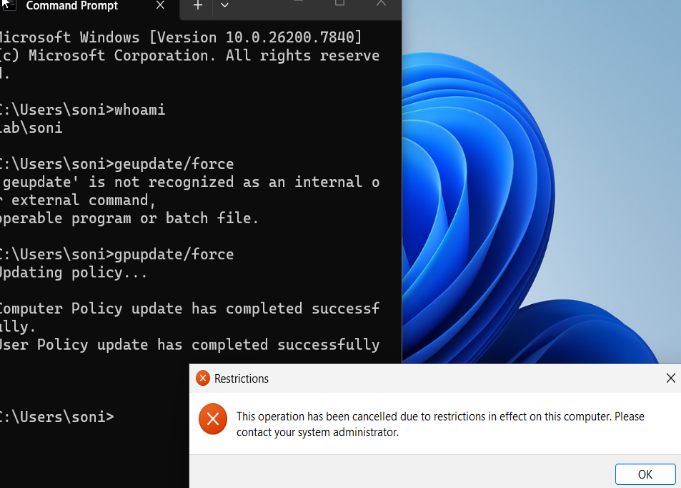 Command Prompt
Microsoft Windows [Version 10.0.26200.7840]
(c) Microsoft Corporation. All rights reserve
d.
C:\Users\soni>whoami
lab\soni
C:\Users\soni>geupdate/force
'geupdate' is not recognized as an internal o
r external command,
operable program or batch file.
C:\Users\soni>gpupdate/force
Updating policy...
Computer Policy update has completed successf
ully.
User Policy update has completed successfully
C:\Users\soni>
Restrictions
This operation has been cancelled due to restrictions in effect on this computer. Please
contact your system administrator.
OK